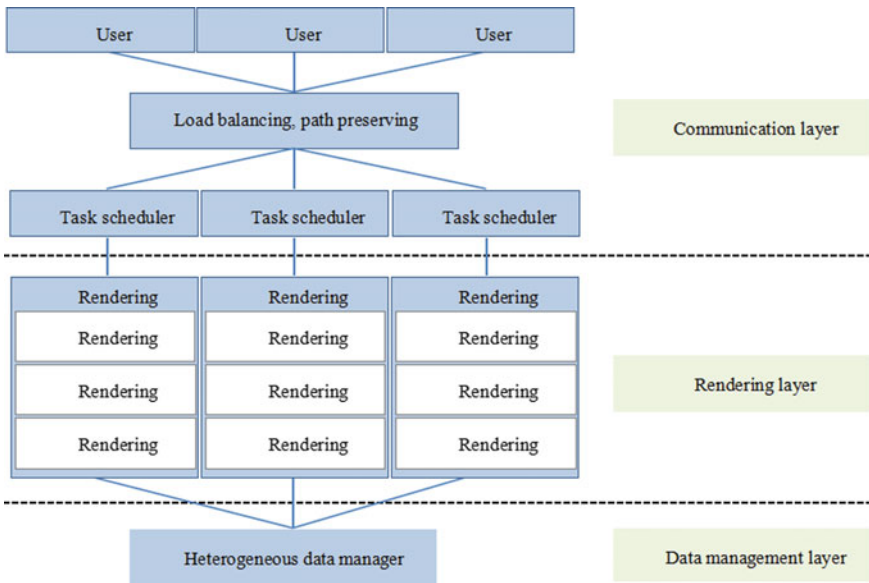 User User User
Load balancing, path preserving
Communication layer
Task scheduler Task scheduler Task scheduler
Rendering Rendering Rendering
Rendering Rendering Rendering
Rendering Rendering Rendering
Rendering layer
Rendering Rendering Rendering
Heterogeneous data manager
Data management layer